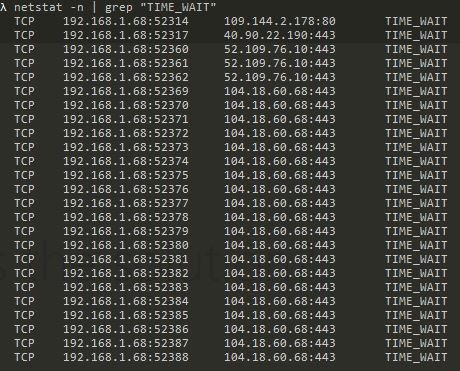 λ netstat -n | grep "TIME_WAIT"
TCP 192.168.1.68:52314 109.144.2.178:80 TIME_WAIT
TCP 192.168.1.68:52317 40.90.22.190:443 TIME_WAIT
TCP 192.168.1.68:52360 52.109.76.10:443 TIME_WAIT
TCP 192.168.1.68:52361 52.109.76.10:443 TIME_WAIT
TCP 192.168.1.68:52362 52.109.76.10:443 TIME_WAIT
TCP 192.168.1.68:52369 104.18.60.68:443 TIME_WAIT
TCP 192.168.1.68:52370 104.18.60.68:443 TIME_WAIT
TCP 192.168.1.68:52371 104.18.60.68:443 TIME_WAIT
TCP 192.168.1.68:52372 104.18.60.68:443 TIME_WAIT
TCP 192.168.1.68:52373 104.18.60.68:443 TIME_WAIT
TCP 192.168.1.68:52374 104.18.60.68:443 TIME_WAIT
TCP 192.168.1.68:52375 104.18.60.68:443 TIME_WAIT
TCP 192.168.1.68:52376 104.18.60.68:443 TIME_WAIT
TCP 192.168.1.68:52377 104.18.60.68:443 TIME_WAIT
TCP 192.168.1.68:52378 104.18.60.68:443 TIME_WAIT
TCP 192.168.1.68:52379 104.18.60.68:443 TIME_WAIT
TCP 192.168.1.68:52380 104.18.60.68:443 TIME_WAIT
TCP 192.168.1.68:52381 104.18.60.68:443 TIME_WAIT
TCP 192.168.1.68:52382 104.18.60.68:443 TIME_WAIT
TCP 192.168.1.68:52383 104.18.60.68:443 TIME_WAIT
TCP 192.168.1.68:52384 104.18.60.68:443 TIME_WAIT
TCP 192.168.1.68:52385 104.18.60.68:443 TIME_WAIT
TCP 192.168.1.68:52386 104.18.60.68:443 TIME_WAIT
TCP 192.168.1.68:52387 104.18.60.68:443 TIME_WAIT
TCP 192.168.1.68:52388 104.18.60.68:443 TIME_WAIT